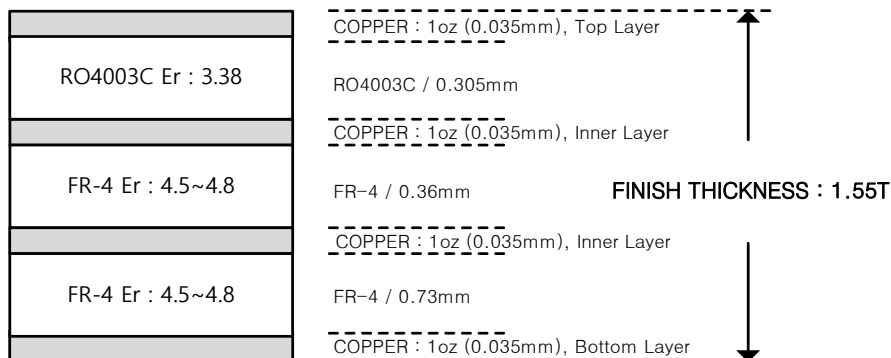 COPPER : 1oz (0.035mm), Top Layer
RO4003C Er : 3.38
RO4003C / 0.305mm
COPPER : 1oz (0.035mm), Inner Layer
FR-4 Er : 4.5~4.8
FR-4 / 0.36mm
FINISH THICKNESS : 1.55T
COPPER : 1oz (0.035mm), Inner Layer
FR-4 Er : 4.5~4.8
FR-4 / 0.73mm
COPPER : 1oz (0.035mm), Bottom Layer